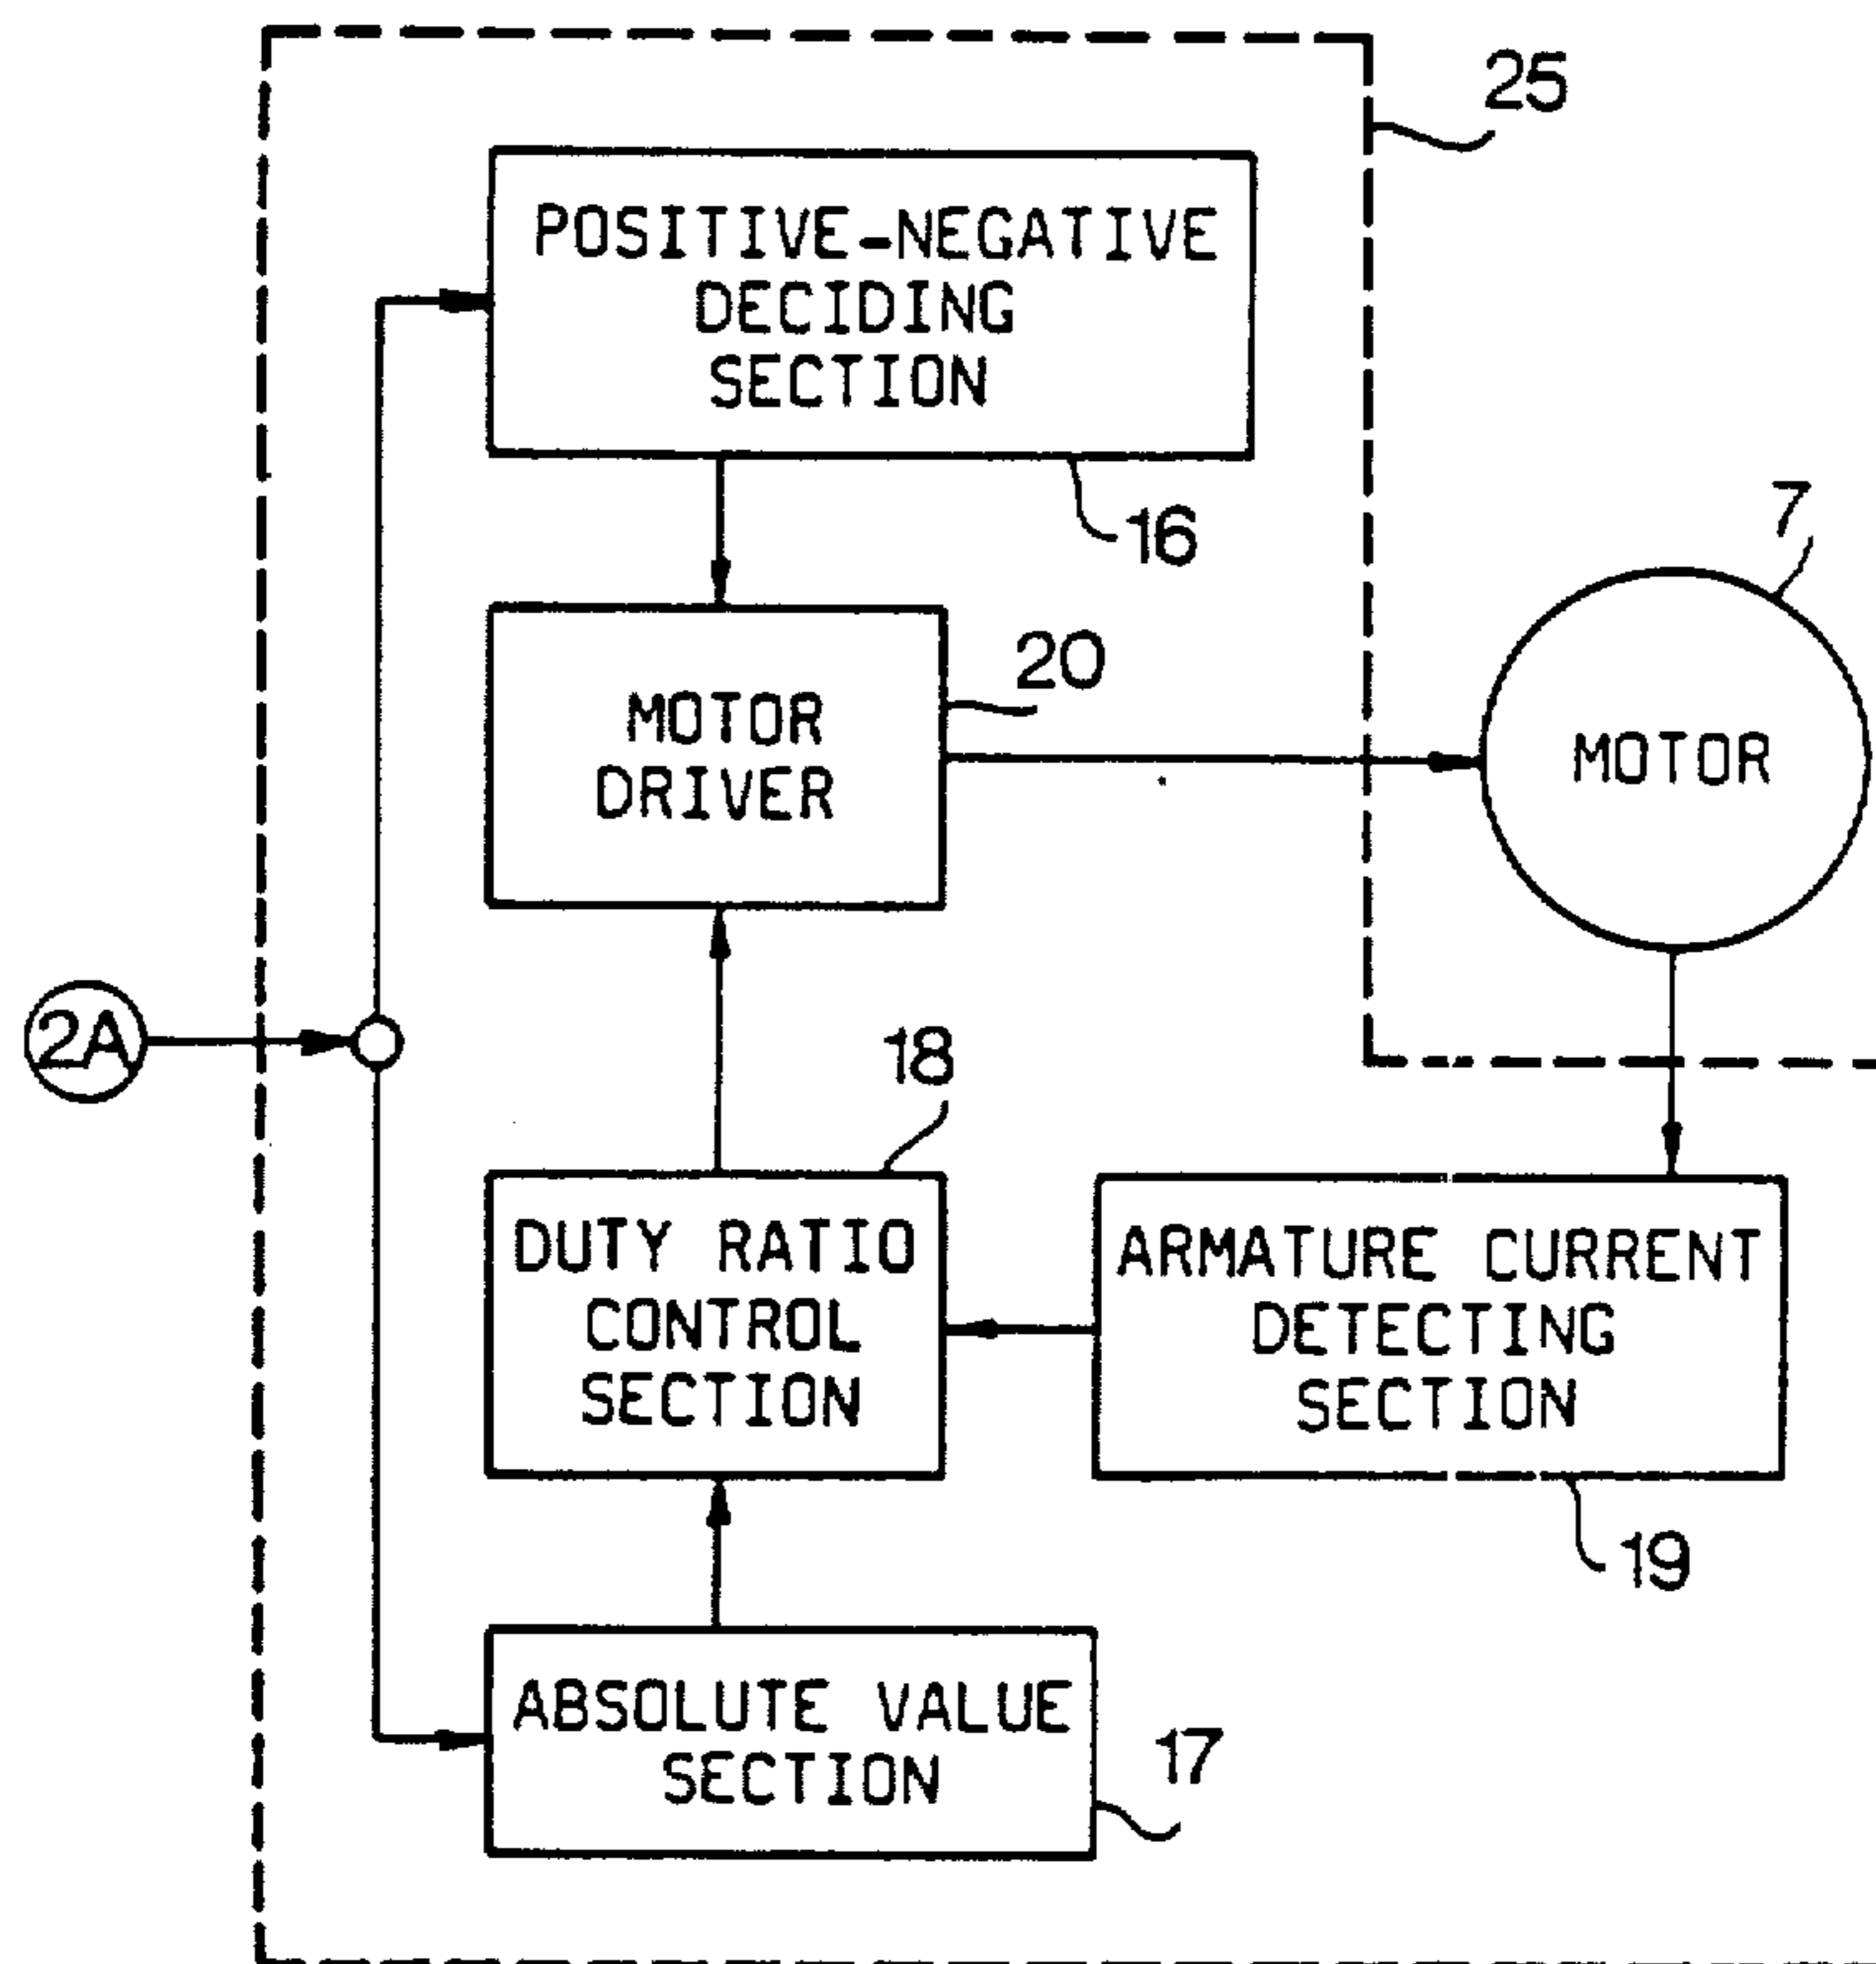 25
POSITIVE-NEGATIVE
DECIDING
SECTION
16
7
20
MOTOR
DRIVER
MOTOR
2A
18
DUTY RATIO
CONTROL
SECTION
ARMATURE CURRENT
DETECTING
SECTION
19
ABSOLUTE VALUE
SECTION
17